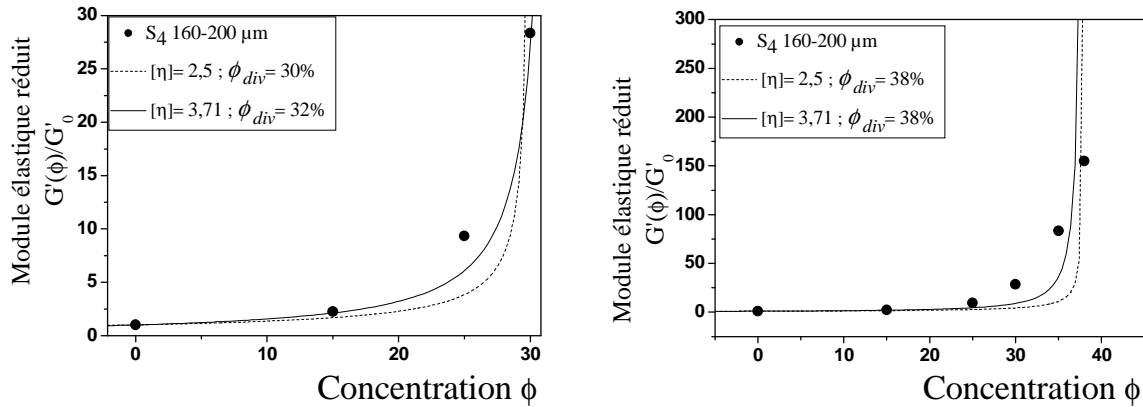 30
25
20
15
10
5
0
0
10
20
30
Module élastique réduit
G'(ϕ)/G'0
S4 160-200 µm
[η]= 2,5 ; ϕdiv= 30%
[η]= 3,71 ; ϕdiv= 32%
Concentration ϕ
300
250
200
150
100
50
0
0
10
20
30
40
Module élastique réduit
G'(ϕ)/G'0
S4 160-200 µm
[η]= 2,5 ; ϕdiv= 38%
[η]= 3,71 ; ϕdiv= 38%
Concentration ϕ